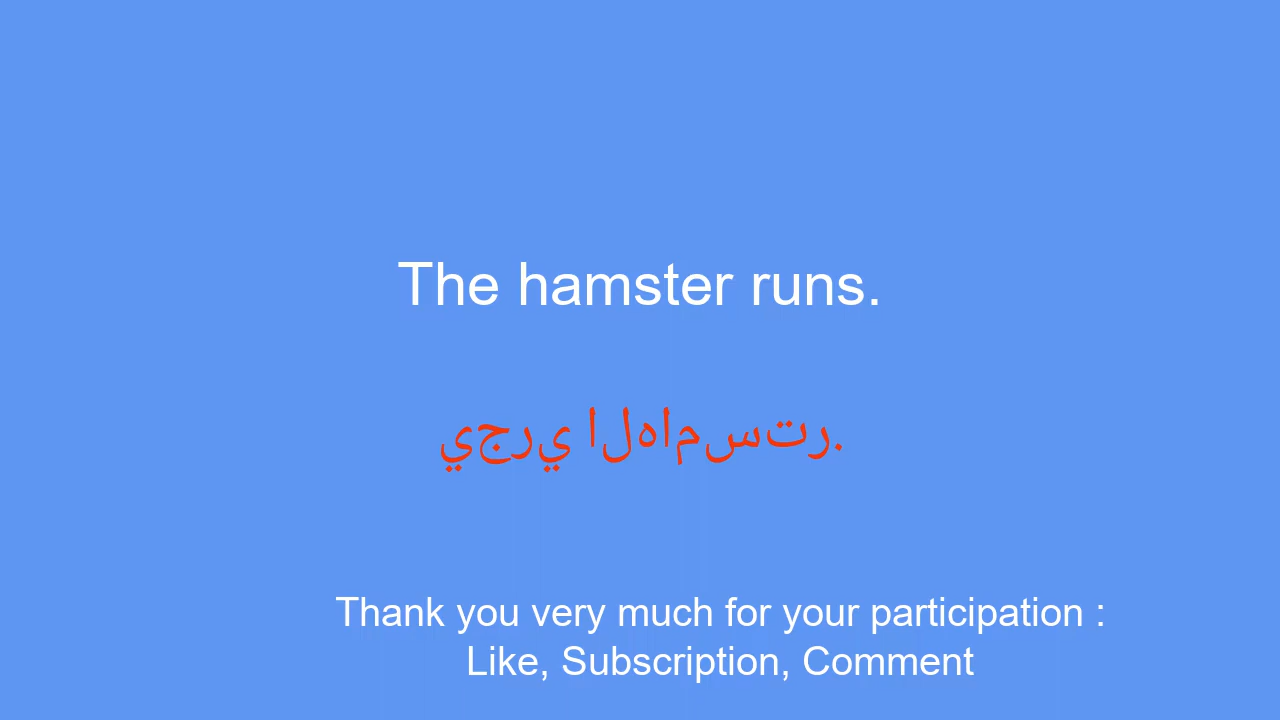 The hamster runs.
يجري الهامستر.
Thank you very much for your participation :
Like, Subscription, Comment